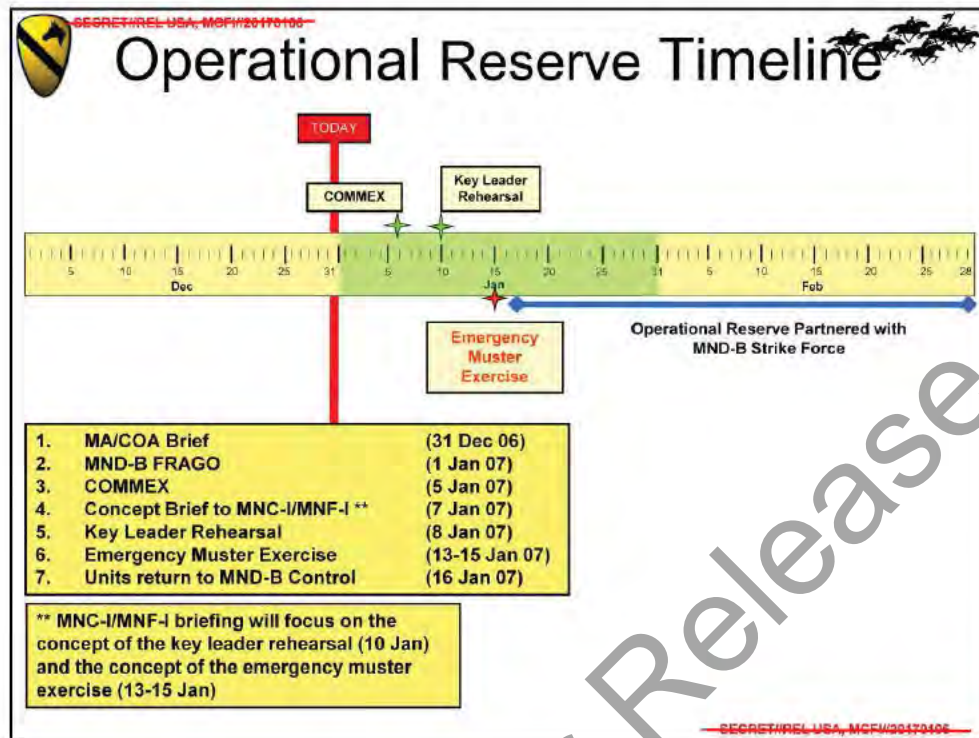 SECRET//REL USA, MCFI//20170106
Operational Reserve Timeline
TODAY
COMMEX
Key Leader
Rehearsal
5 10 15 20 25 31 5 10 15 20 25 31 5 10 15 20 25 28
Dec Jan Feb
Emergency
Muster
Exercise
Operational Reserve Partnered with
MND-B Strike Force
1. MA/COA Brief (31 Dec 06)
2. MND-B FRAGO (1 Jan 07)
3. COMMEX (5 Jan 07)
4. Concept Brief to MNC-I/MNF-I ** (7 Jan 07)
5. Key Leader Rehearsal (8 Jan 07)
6. Emergency Muster Exercise (13-15 Jan 07)
7. Units return to MND-B Control (16 Jan 07)
** MNC-I/MNF-I briefing will focus on the
concept of the key leader rehearsal (10 Jan)
and the concept of the emergency muster
exercise (13-15 Jan)
Release
SECRET//REL USA, MCFI//20170106